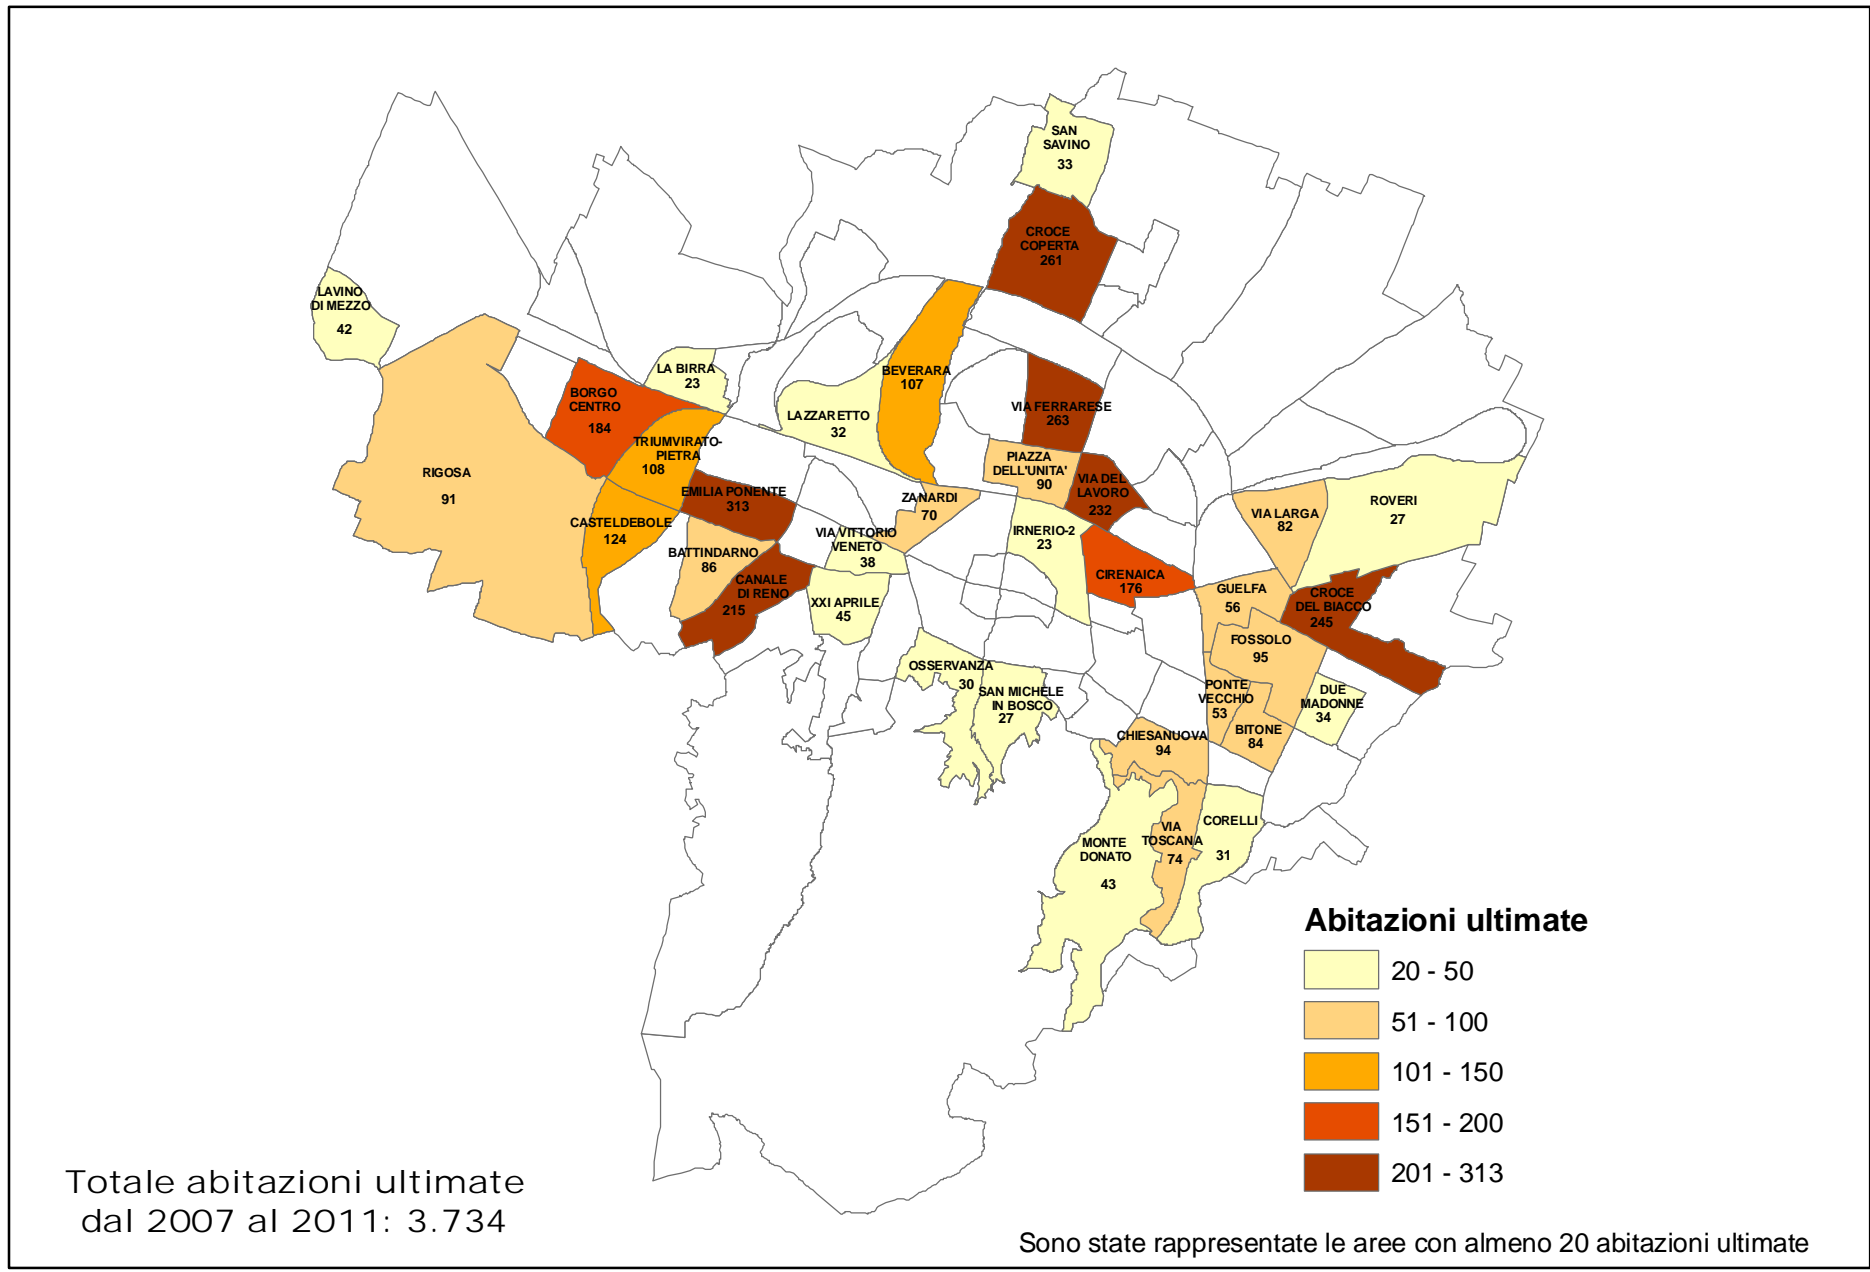 SAN
SAVINO
33
CROCE
COPERTA
261
LAVINO
DI MEZZO
42
LA BIRRA
23
BEVERARA
107
BORGO
CENTRO
184
LAZZARETTO
32
VIA FERRARESE
263
TRIUMVIRATO-
PIETRA
108
RIGOSA
91
PIAZZA
DELL'UNITA'
90
VIA DEL
LAVORO
232
EMILIA PONENTE
313
ZANARDI
70
ROVERI
27
VIA LARGA
82
CASTELDEBOLE
124
VIA VITTORIO
VENETO
38
IRNERIO-2
23
BATTINDARNO
86
CANALE
DI RENO
215
CIRENAICA
176
XXI APRILE
45
GUELFA
56
CROCE
DEL BIACCO
245
FOSSOLO
95
OSSERVANZA
30
SAN MICHELE
IN BOSCO
27
PONTE
VECCHIO
53
DUE
MADONNE
34
CHIESANUOVA
94
BITONE
84
VIA
TOSCANA
74
CORELLI
31
MONTE
DONATO
43
Abitazioni ultimate
20 - 50
51 - 100
101 - 150
151 - 200
201 - 313
Totale abitazioni ultimate
dal 2007 al 2011: 3.734
Sono state rappresentate le aree con almeno 20 abitazioni ultimate